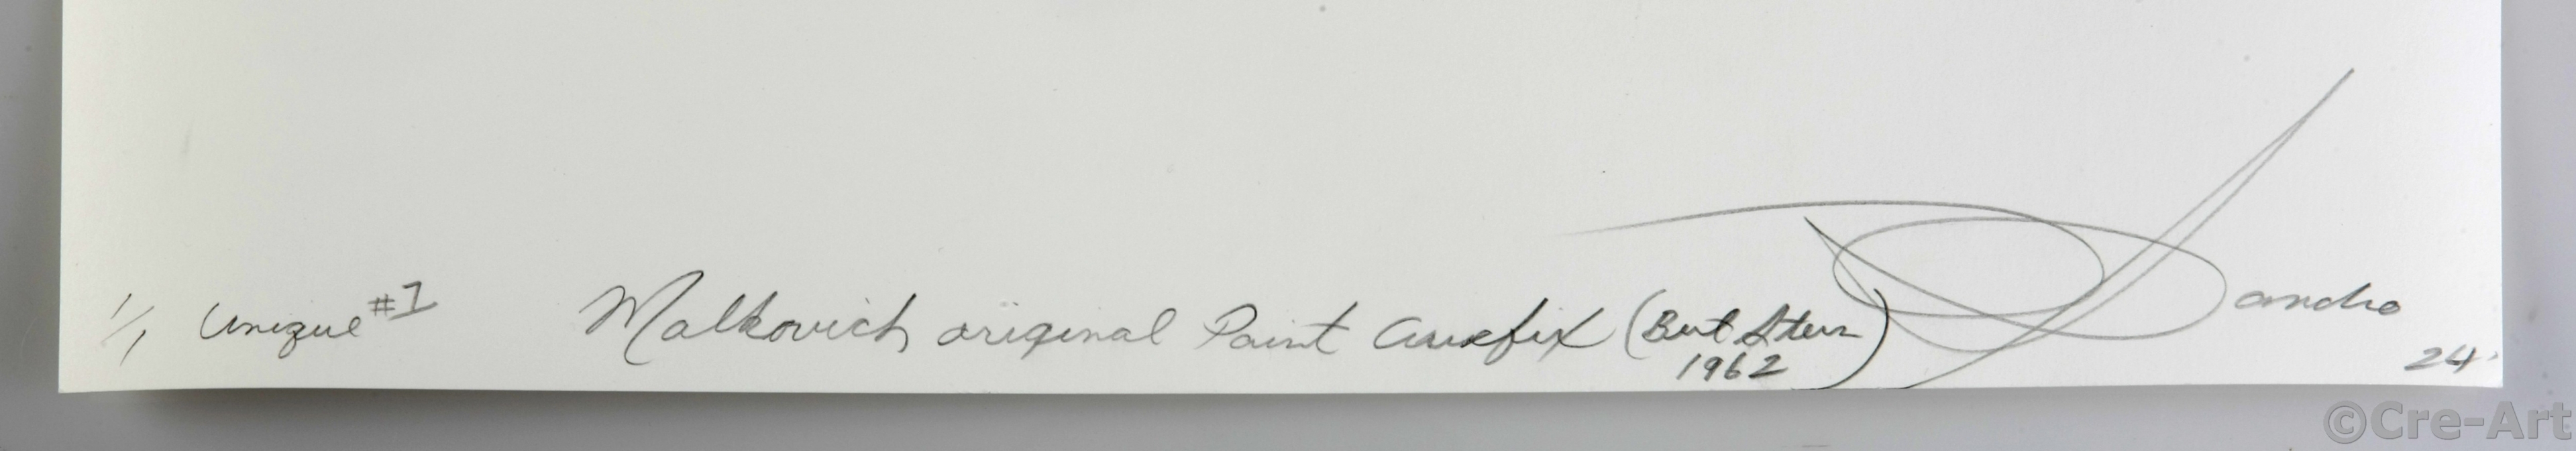 1/1 Unique #1 Malkovich original Paint Crucifix (Bert Stern Sandro
1962)
24'
©Cre-Art